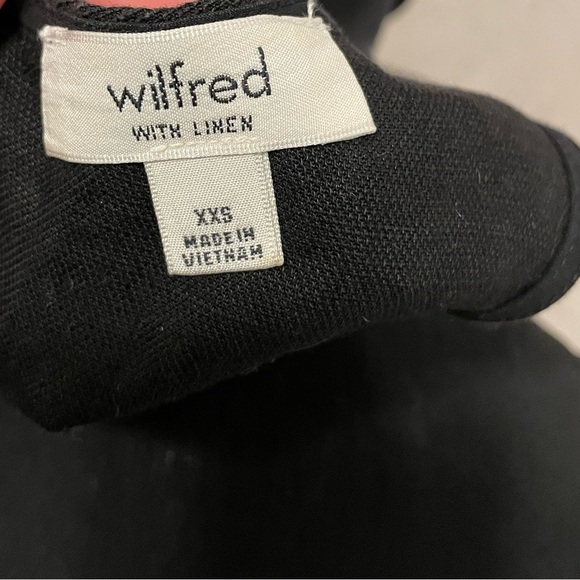 wilfred
WITH LINEN
XXS
MADE IN
VIETNAM